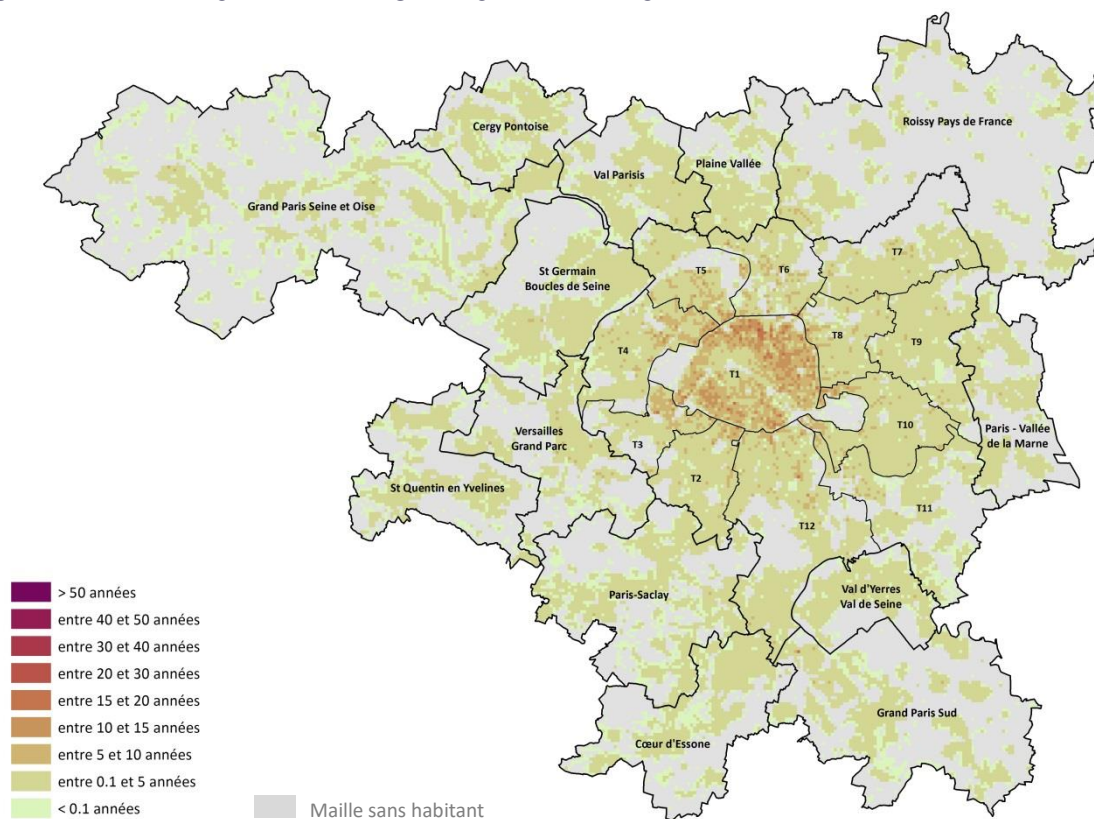 Roissy Pays de France
Cergy Pontoise
Plaine Vallée
Val Parisis
Grand Paris Seine et Oise
St Germain
Boucles de Seine
T5
T6
T7
T4
T8
T9
T1
T10
Paris - Vallée
de la Marne
Versailles
Grand Parc
T3
T2
St Quentin en Yvelines
T11
T12
Paris-Saclay
Val d'Yerres
Val de Seine
Grand Paris Sud
Cœur d'Essone
> 50 années
entre 40 et 50 années
entre 30 et 40 années
entre 20 et 30 années
entre 15 et 20 années
entre 10 et 15 années
entre 5 et 10 années
entre 0.1 et 5 années
< 0.1 années
Maille sans habitant